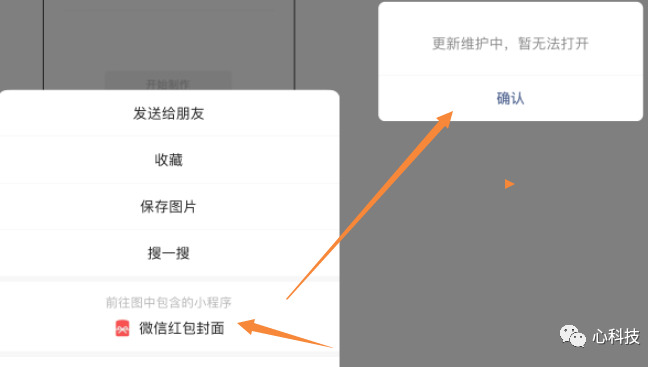 开始制作
发送给朋友
收藏
保存图片
搜一搜
前往图中包含的小程序
微信红包封面
更新维护中，暂无法打开
确认
心科技